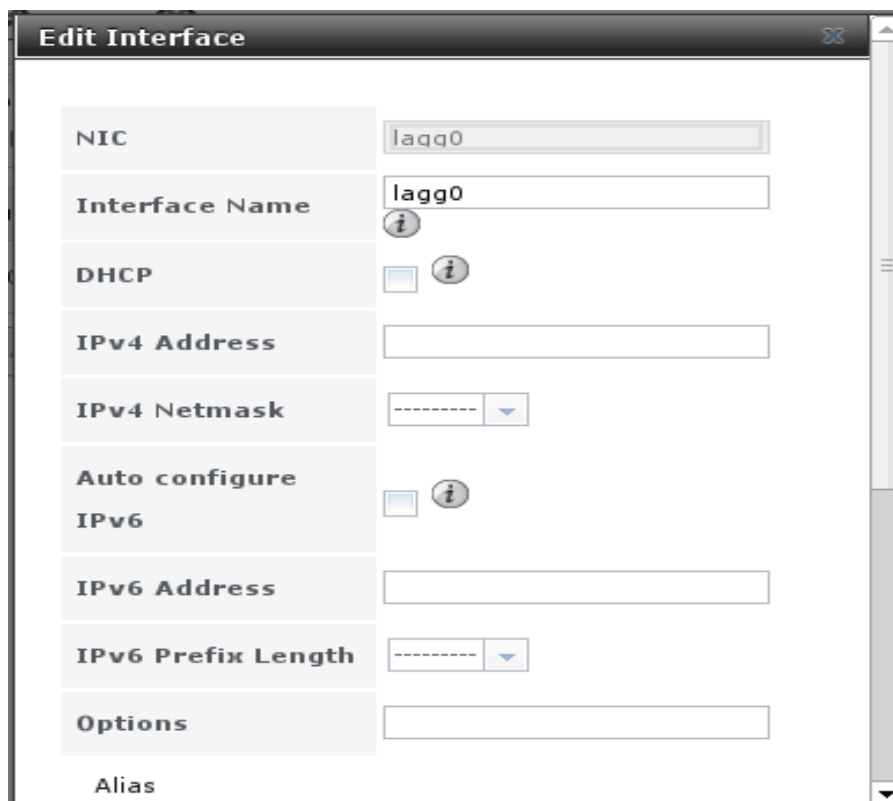 Edit Interface
NIC
lagg0
Interface Name
lagg0
i
DHCP
i
IPv4 Address
IPv4 Netmask
---------
Auto configure
IPv6
i
IPv6 Address
IPv6 Prefix Length
---------
Options
Alias